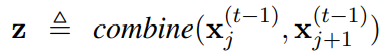 z ≜ combine(x_j^{(t−1)}, x_{j+1}^{(t−1)})